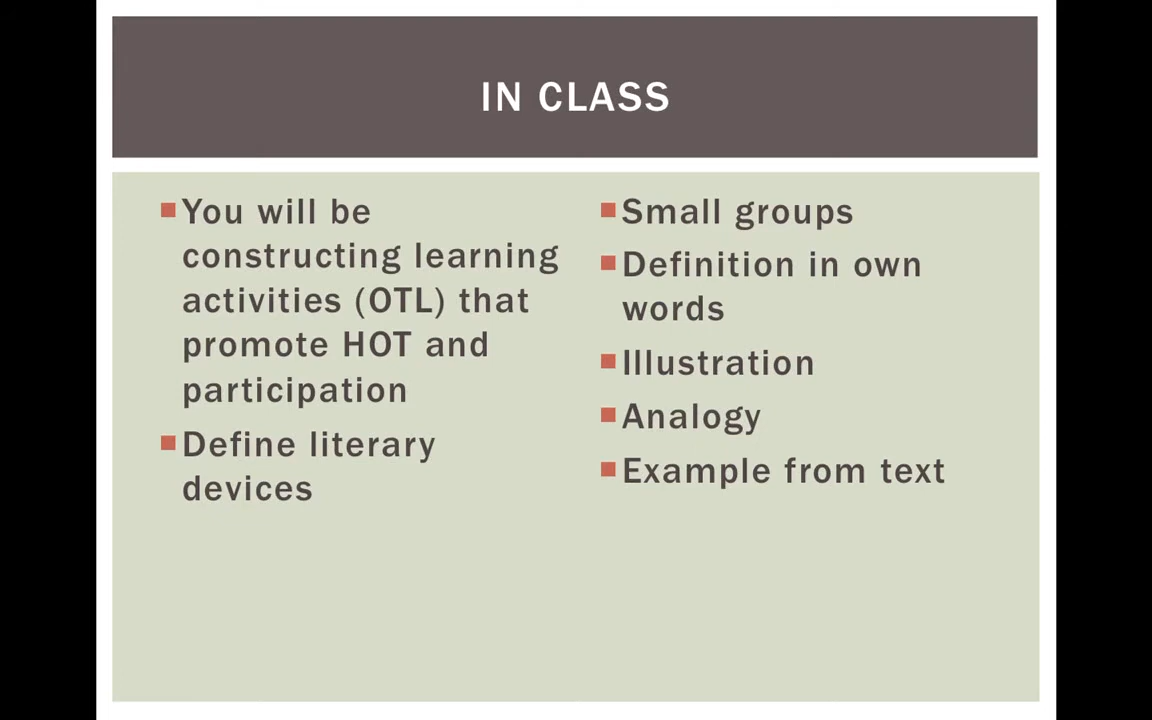 IN CLASS
You will be
constructing learning
activities (OTL) that
promote HOT and
participation
Define literary
devices
Small groups
Definition in own
words
Illustration
Analogy
Example from text